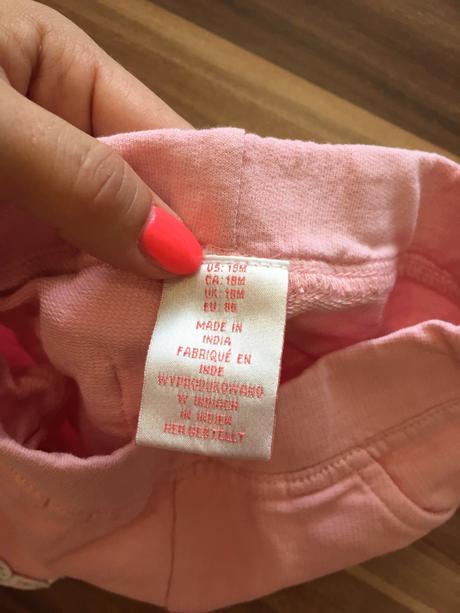 US: 18M
CA: 18M
UK: 18M
EU: 86
MADE IN
INDIA
FABRIQUÉ EN
INDE
WYPRODUKOWANO
W INDIACH
IN INDIEN
HERGESTELLT